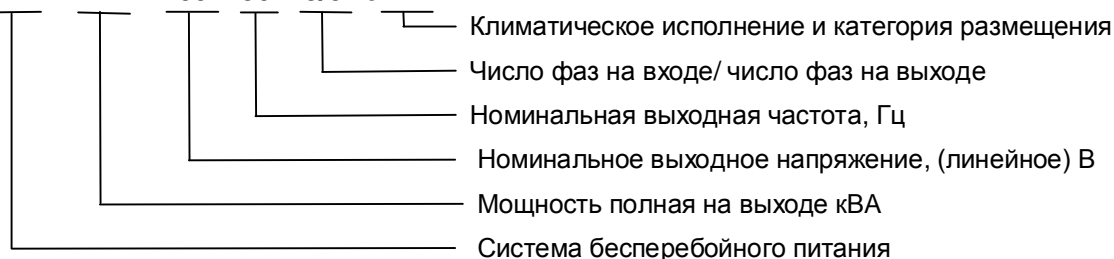 Климатическое исполнение и категория размещения
Число фаз на входе/ число фаз на выходе
Номинальная выходная частота, Гц
Номинальное выходное напряжение, (линейное) В
Мощность полная на выходе кВА
Система бесперебойного питания